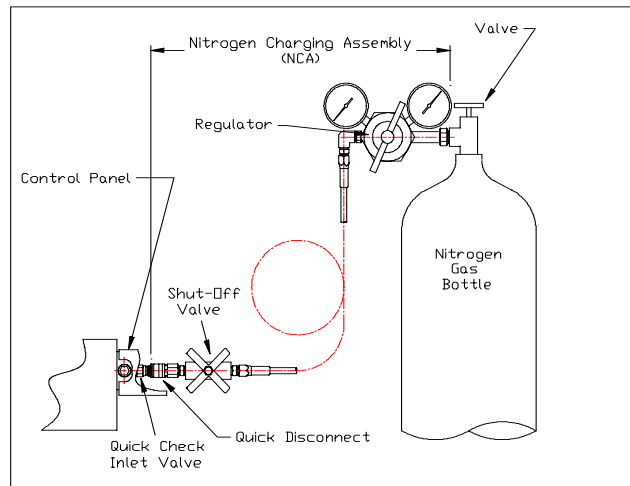 Nitrogen Charging Assembly
(NCA)
Valve
Regulator
Control Panel
Nitrogen
Gas
Bottle
Shut-Off
Valve
Quick Disconnect
Quick Check
Inlet Valve